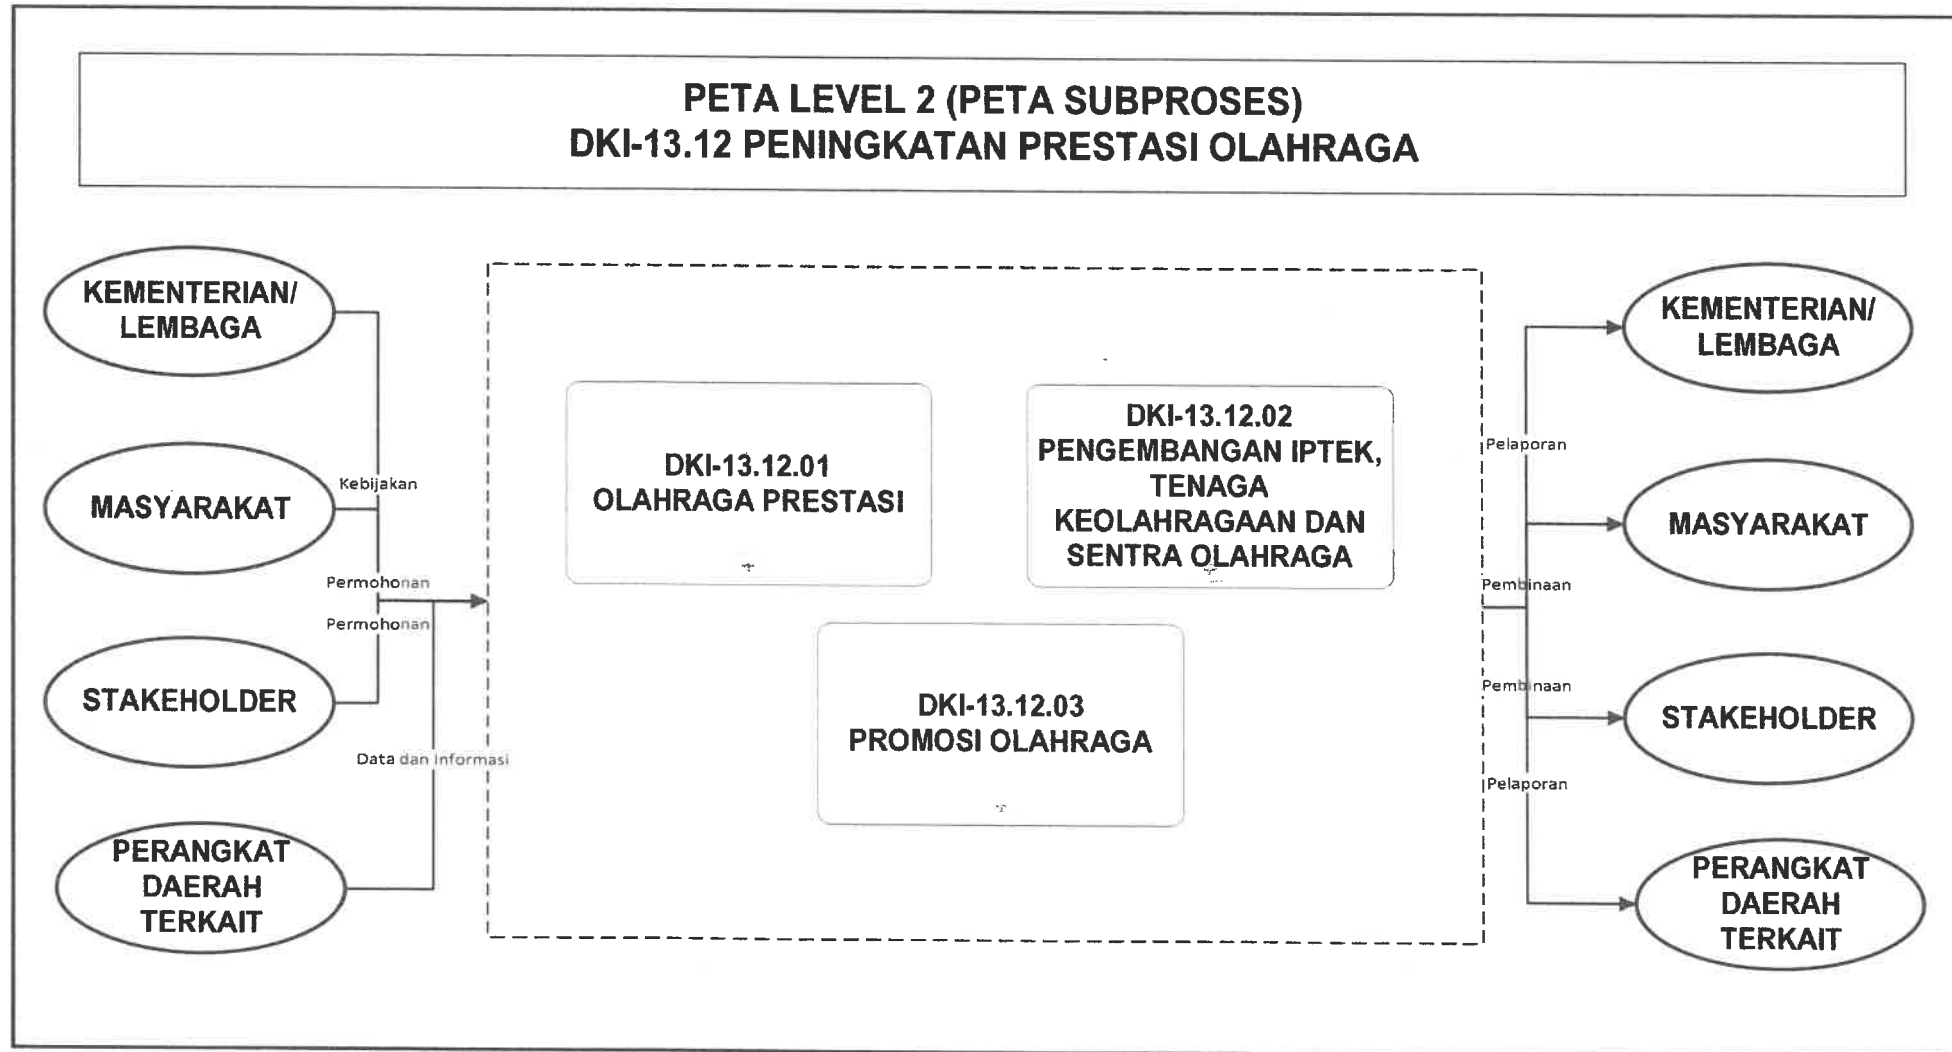 PETA LEVEL 2 (PETA SUBPROSES)
DKI-13.12 PENINGKATAN PRESTASI OLAHRAGA
KEMENTERIAN/
LEMBAGA
MASYARAKAT
STAKEHOLDER
PERANGKAT
DAERAH
TERKAIT
Kebijakan
Permohonan
Permohonan
Data dan Informasi
DKI-13.12.01
OLAHRAGA PRESTASI
DKI-13.12.02
PENGEMBANGAN IPTEK,
TENAGA
KEOLAHRAGAAN DAN
SENTRA OLAHRAGA
DKI-13.12.03
PROMOSI OLAHRAGA
Pelaporan
Pembinaan
Pembinaan
Pelaporan
KEMENTERIAN/
LEMBAGA
MASYARAKAT
STAKEHOLDER
PERANGKAT
DAERAH
TERKAIT